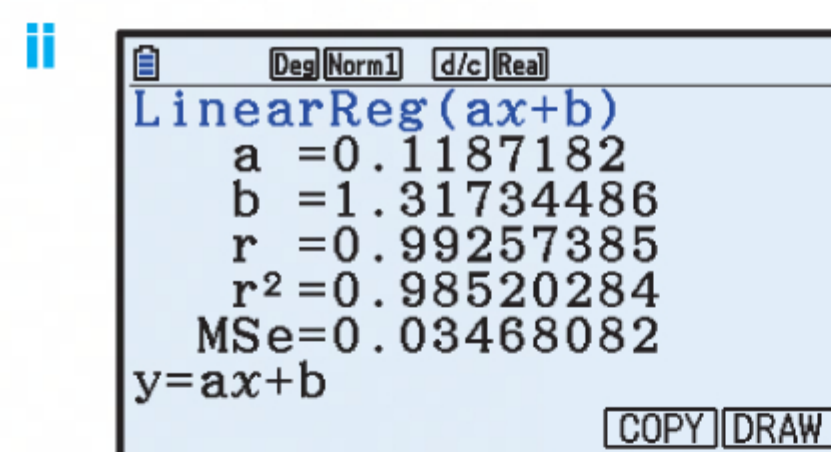 ii
Deg Norm1 d/c Real
LinearReg(ax+b)
a =0.1187182
b =1.31734486
r =0.99257385
r²=0.98520284
MSe=0.03468082
y=ax+b
COPY DRAW